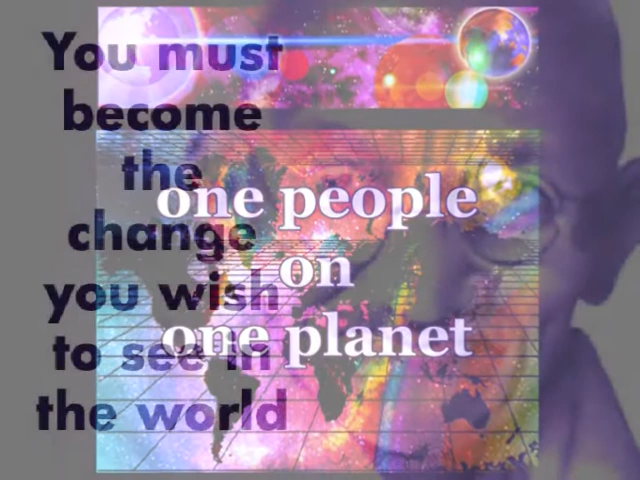 You must
become
the
change
you wish
to see in
the world
one people
on
one planet